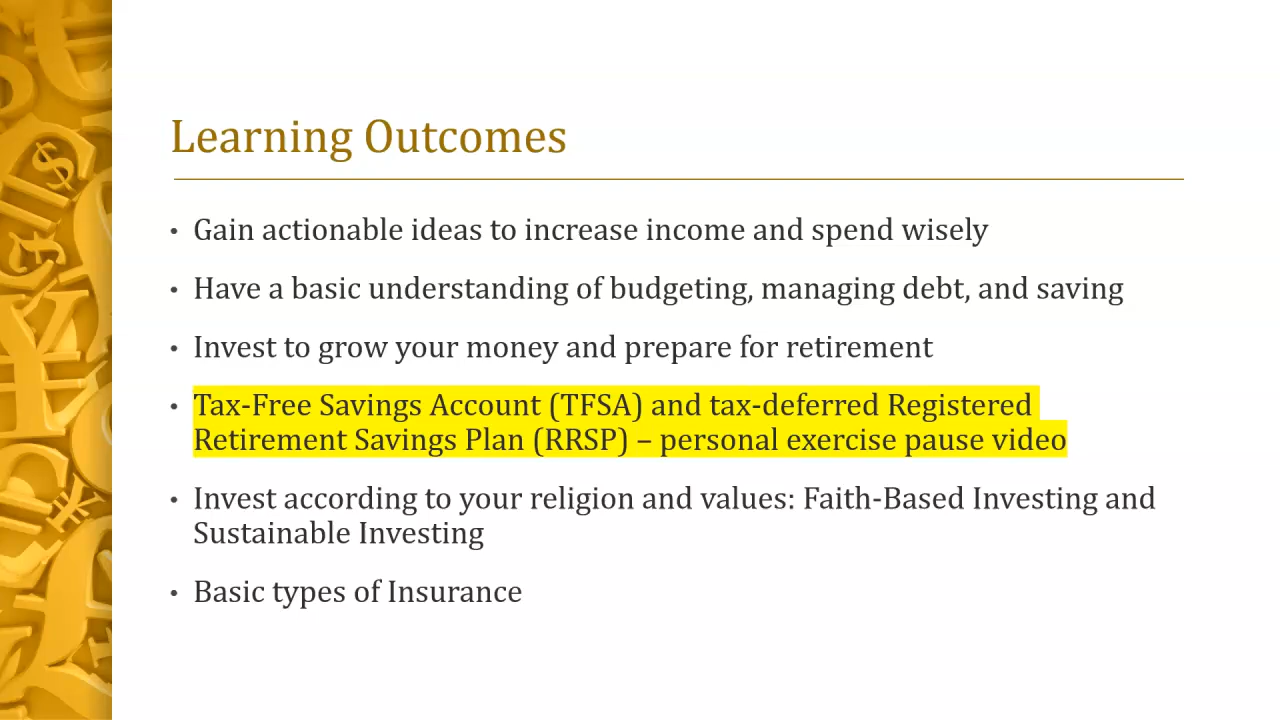 Learning Outcomes
• Gain actionable ideas to increase income and spend wisely
• Have a basic understanding of budgeting, managing debt, and saving
• Invest to grow your money and prepare for retirement
• Tax-Free Savings Account (TFSA) and tax-deferred Registered
Retirement Savings Plan (RRSP) – personal exercise pause video
• Invest according to your religion and values: Faith-Based Investing and
Sustainable Investing
• Basic types of Insurance